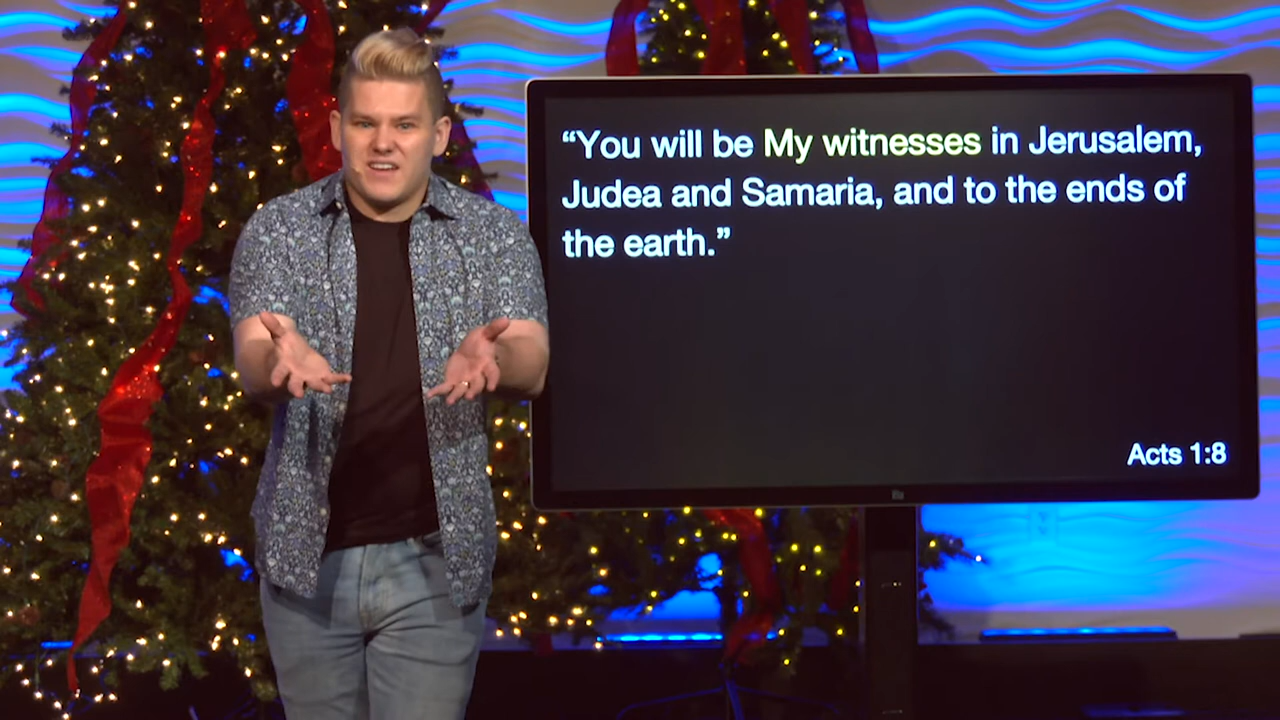 “You will be My witnesses in Jerusalem,
Judea and Samaria, and to the ends of
the earth.”
Acts 1:8